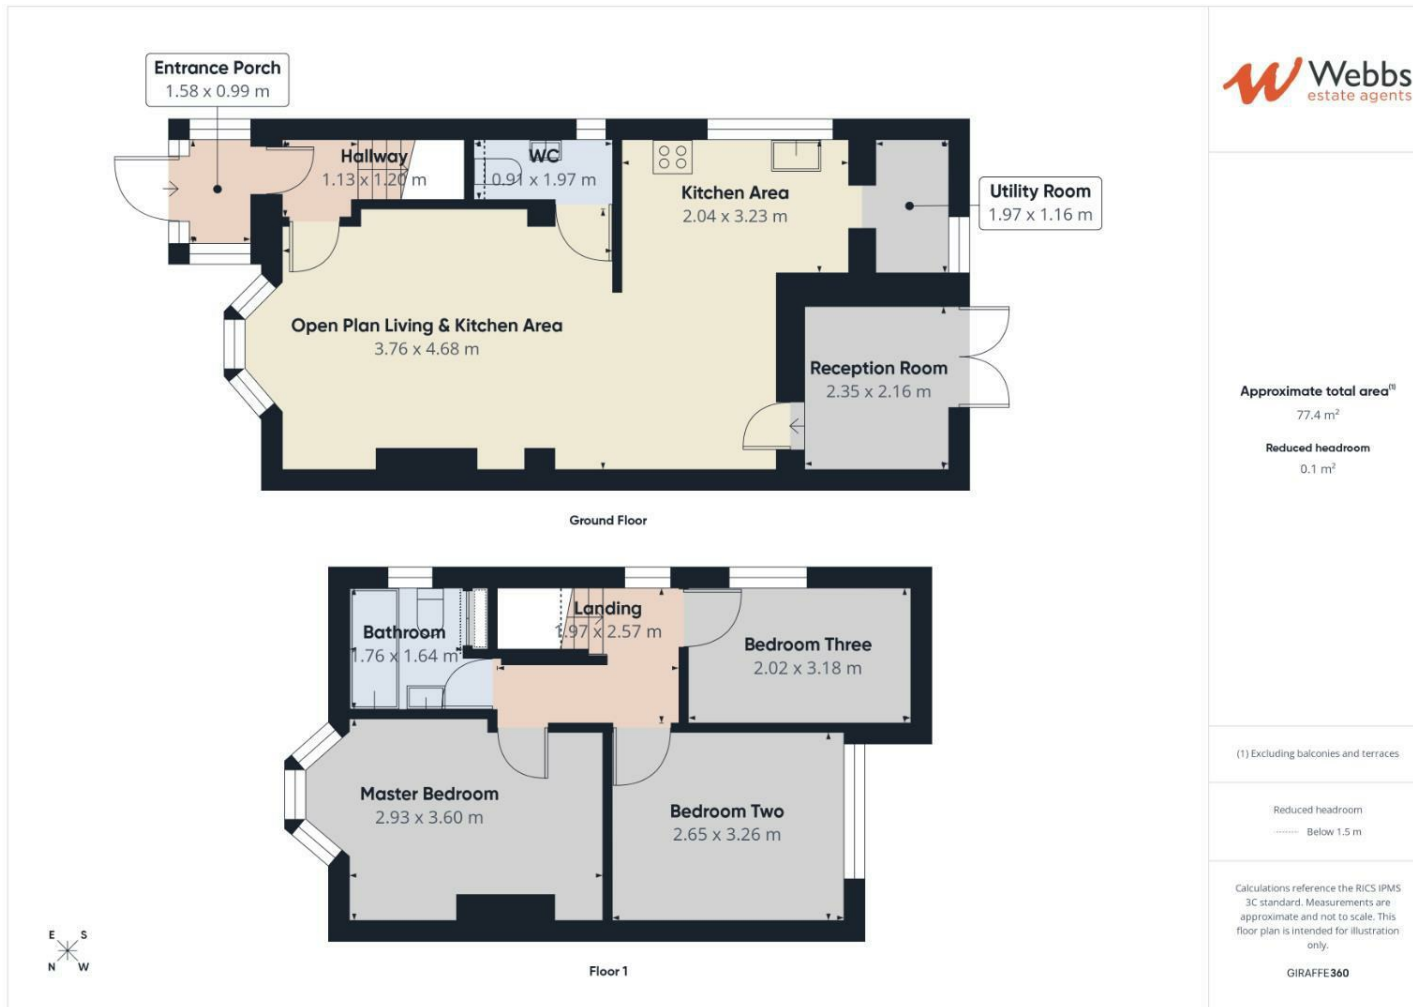 Entrance Porch
1.58 x 0.99 m
Hallway
1.13 x 1.20 m
WC
0.91 x 1.97 m
Kitchen Area
2.04 x 3.23 m
Utility Room
1.97 x 1.16 m
Open Plan Living & Kitchen Area
3.76 x 4.68 m
Reception Room
2.35 x 2.16 m
Ground Floor
Bathroom
1.76 x 1.64 m
Landing
1.97 x 2.57 m
Bedroom Three
2.02 x 3.18 m
Master Bedroom
2.93 x 3.60 m
Bedroom Two
2.65 x 3.26 m
Floor 1
E S
N W
Webbs
estate agents
Approximate total area(1)
77.4 m²
Reduced headroom
0.1 m²
(1) Excluding balconies and terraces
Reduced headroom
Below 1.5 m
Calculations reference the RICS IPMS
3C standard. Measurements are
approximate and not to scale. This
floor plan is intended for illustration
only.
GIRAFFE360